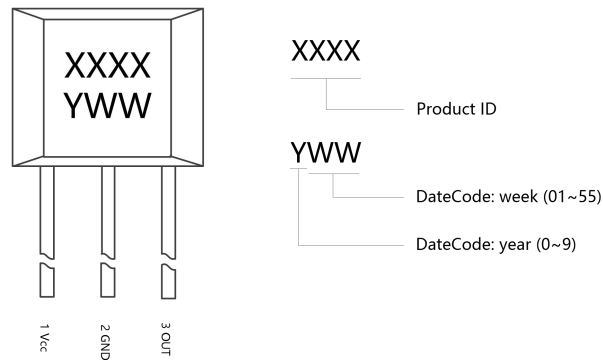 XXXX
YWW
1 Vcc
2 GND
3 OUT
XXXX
Product ID
YWW
DateCode: week (01~55)
DateCode: year (0~9)